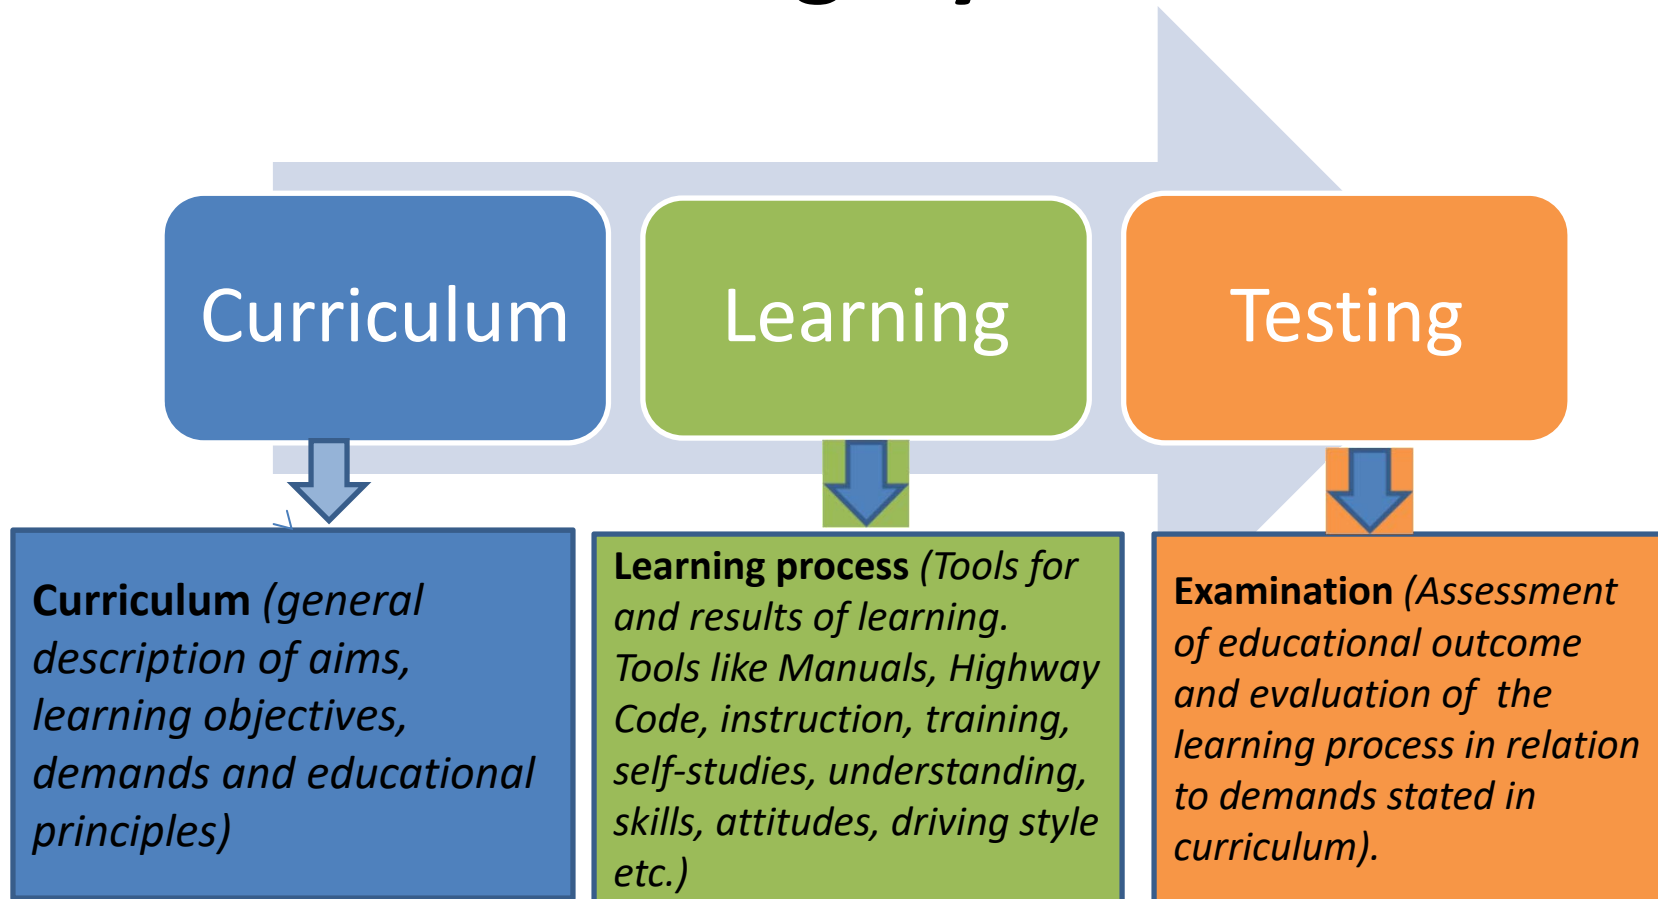 Curriculum
Learning
Testing
Curriculum (general
description of aims,
learning objectives,
demands and educational
principles)
Learning process (Tools for
and results of learning.
Tools like Manuals, Highway
Code, instruction, training,
self-studies, understanding,
skills, attitudes, driving style
etc.)
Examination (Assessment
of educational outcome
and evaluation of  the
learning process in relation
to demands stated in
curriculum).